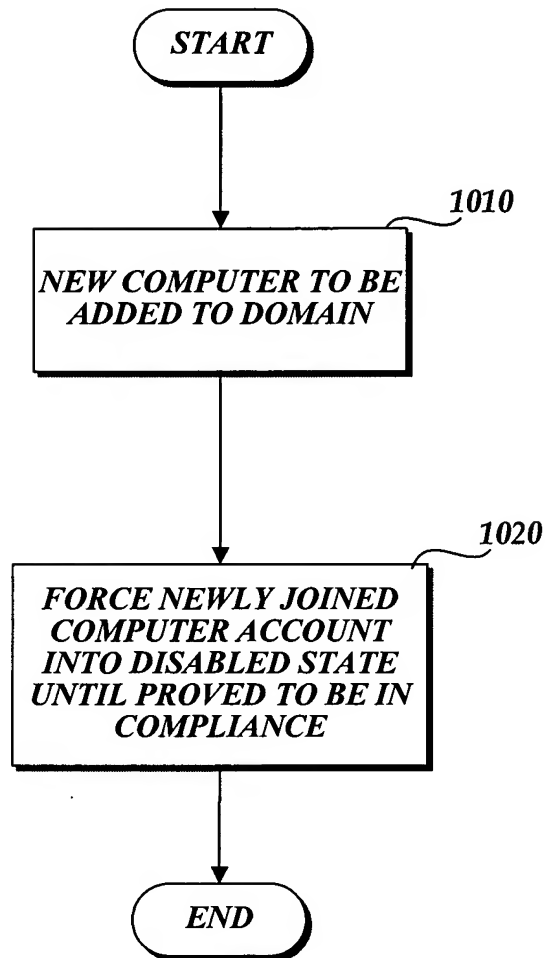 START
1010
NEW COMPUTER TO BE
ADDED TO DOMAIN
1020
FORCE NEWLY JOINED
COMPUTER ACCOUNT
INTO DISABLED STATE
UNTIL PROVED TO BE IN
COMPLIANCE
END